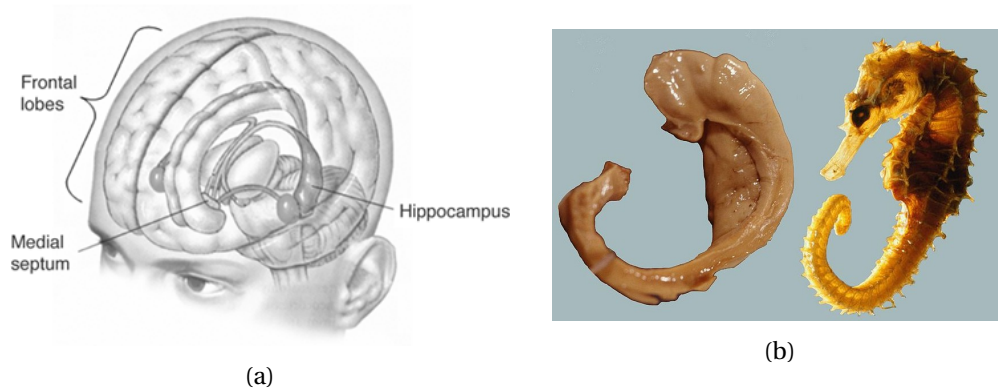 Frontal
lobes
Hippocampus
Medial
septum
(a)
(b)